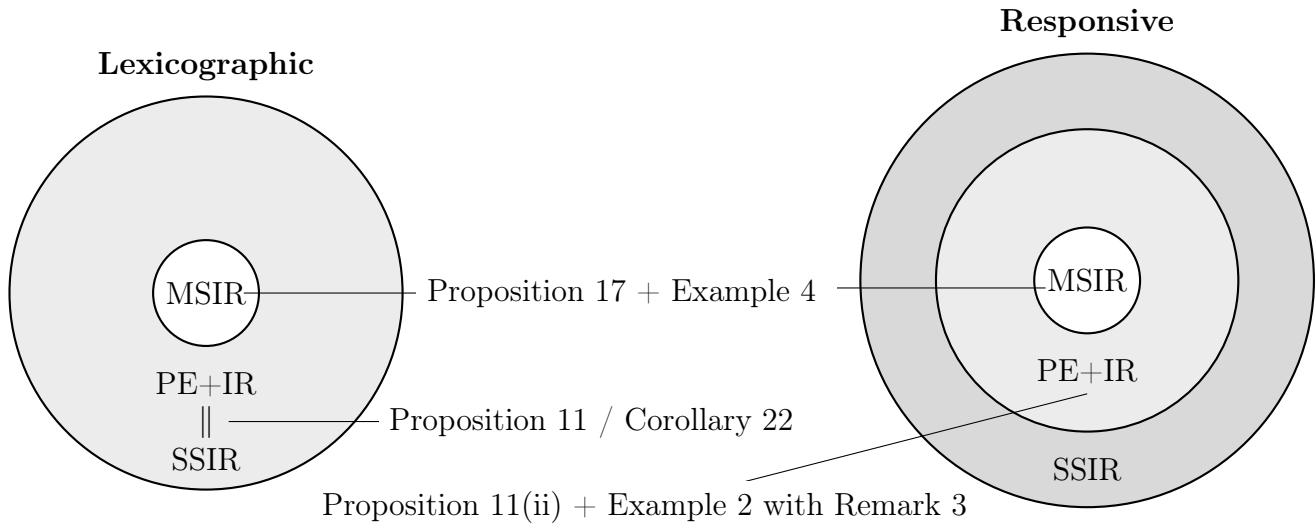 Responsive
Lexicographic
MSIR
Proposition 17 + Example 4
MSIR
PE+IR
||
SSIR
Proposition 11 / Corollary 22
PE+IR
SSIR
Proposition 11(ii) + Example 2 with Remark 3